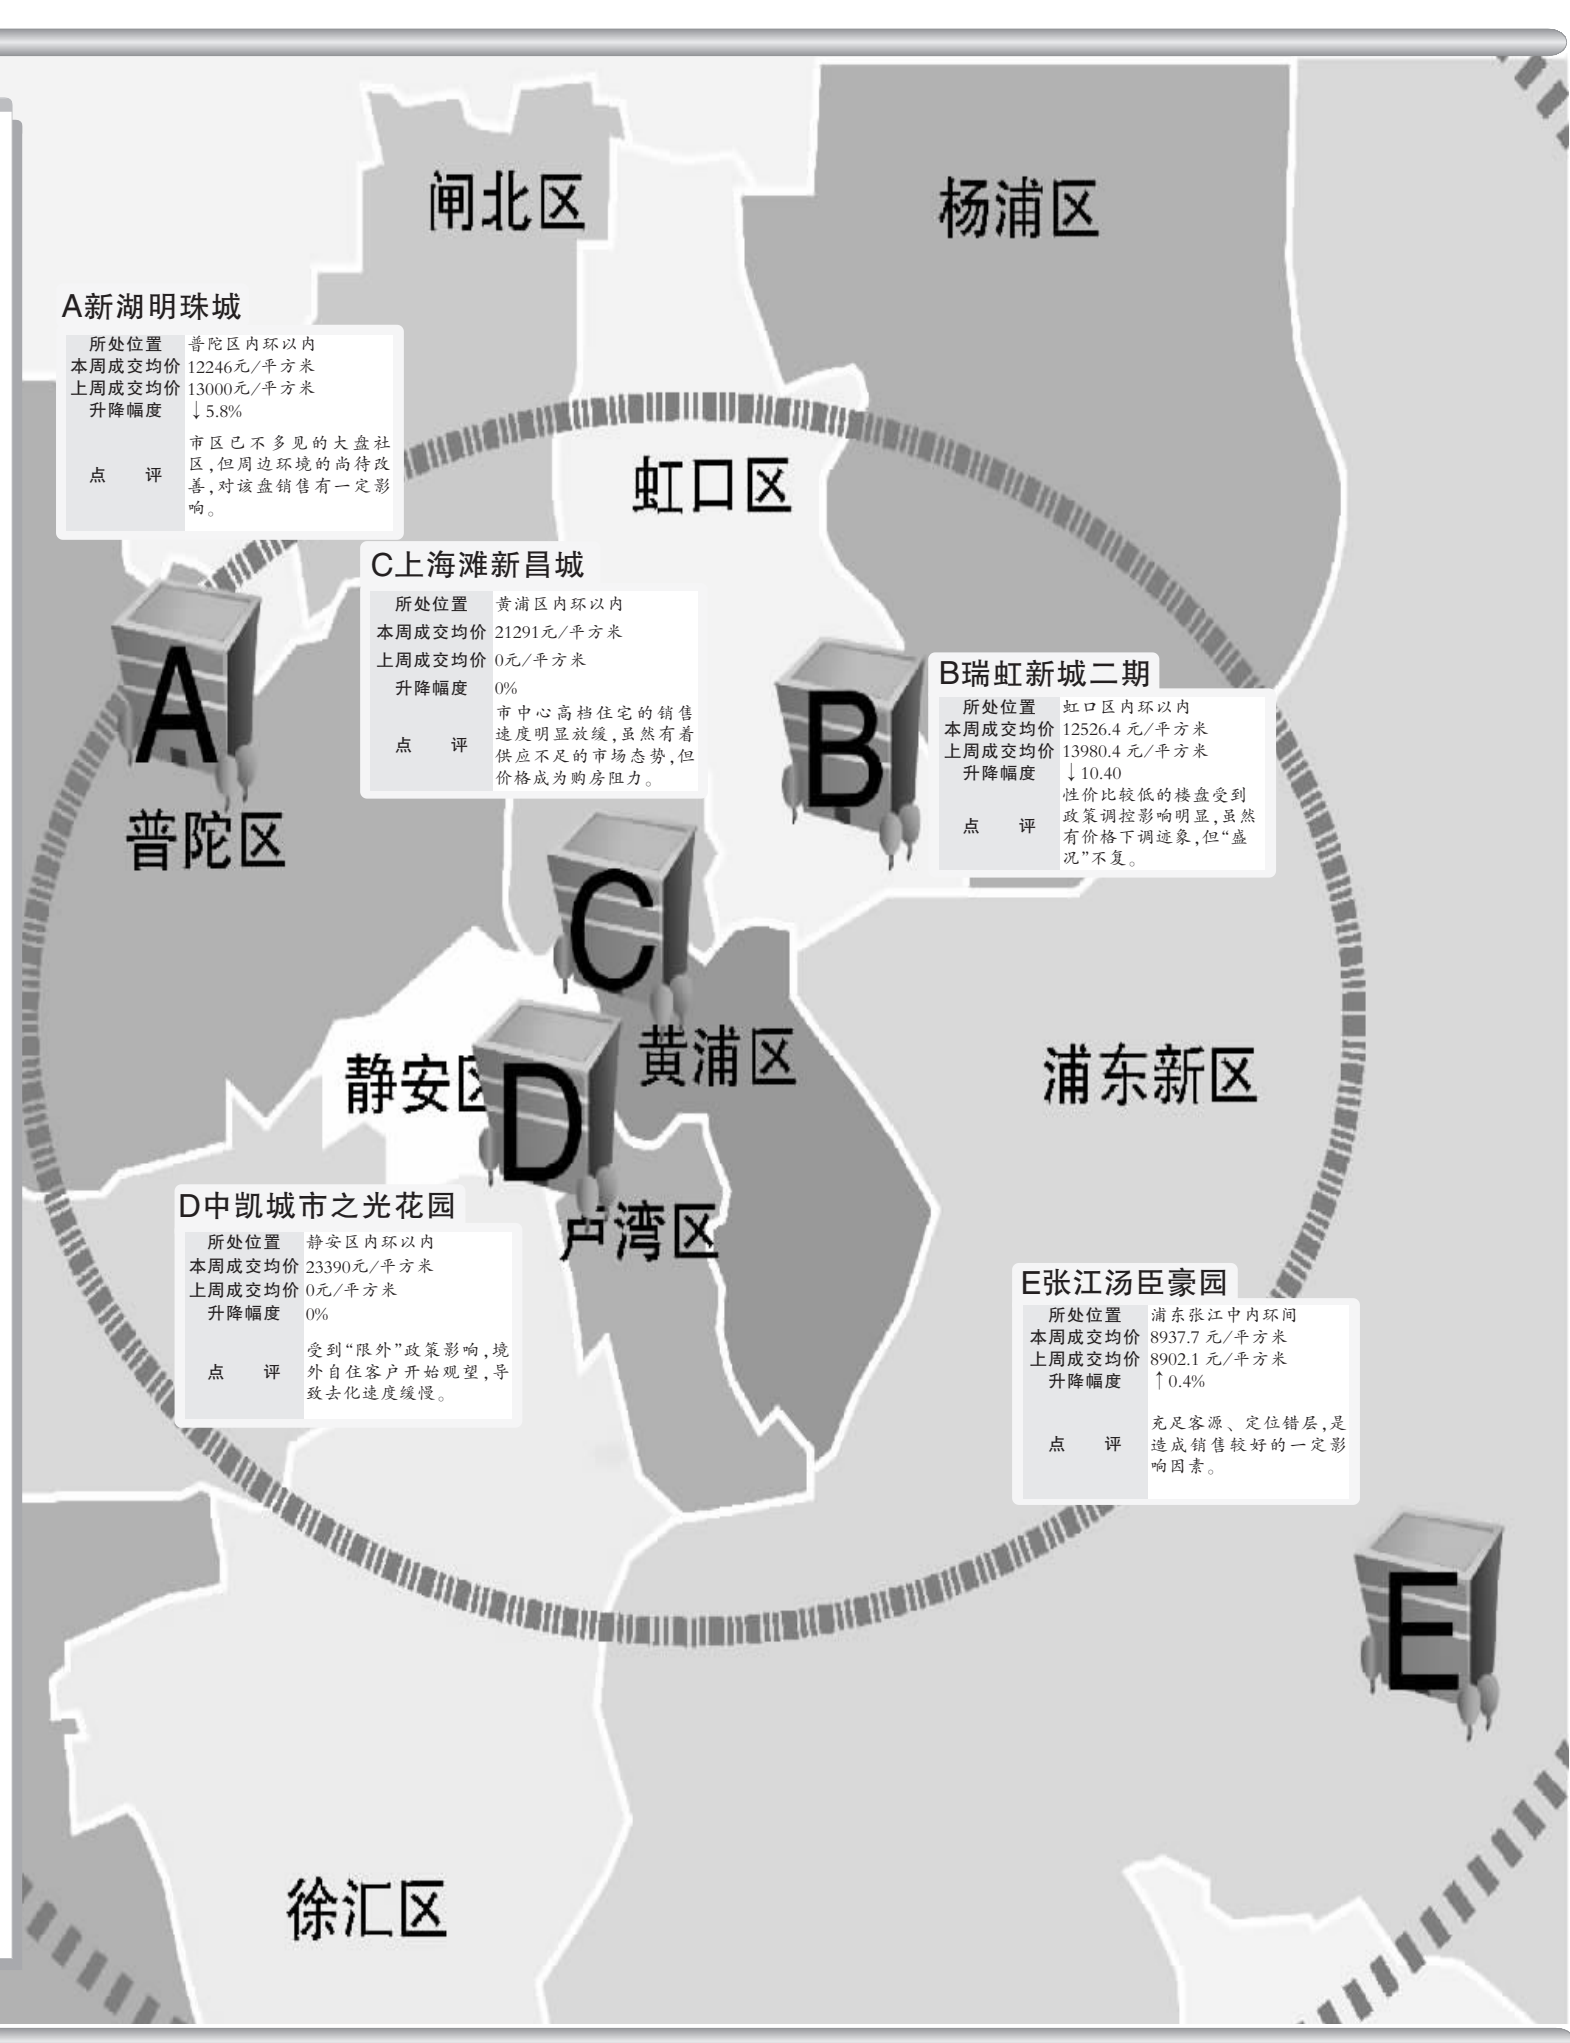 闸北区
杨浦区
A新湖明珠城
所处位置 普陀区内环以内
本周成交均价 12246元/平方米
上周成交均价 13000元/平方米
升降幅度 ↓5.8%
点 评 市区已不多见的大盘社
区,但周边环境的尚待改
善,对该盘销售有一定影
响。
虹口区
C上海滩新昌城
所处位置 黄浦区内环以内
本周成交均价 21291元/平方米
上周成交均价 0元/平方米
升降幅度 0%
点 评 市中心高档住宅的销售
速度明显放缓,虽然有着
供应不足的市场态势,但
价格成为购房阻力。
A
B
B瑞虹新城二期
所处位置 虹口区内环以内
本周成交均价 12526.4 元/平方米
上周成交均价 13980.4 元/平方米
升降幅度 ↓10.40
点 评 性价比较低的楼盘受到
政策调控影响明显,虽然
有价格下调迹象,但“盛
况”不复。
普陀区
C
静安区
D
黄浦区
浦东新区
D中凯城市之光花园
所处位置 静安区内环以内
本周成交均价 23390元/平方米
上周成交均价 0元/平方米
升降幅度 0%
点 评 受到“限外”政策影响,境
外自住客户开始观望,导
致去化速度缓慢。
卢湾区
E张江汤臣豪园
所处位置 浦东张江中内环间
本周成交均价 8937.7 元/平方米
上周成交均价 8902.1 元/平方米
升降幅度 ↑0.4%
点 评 充足客源、定位错层,是
造成销售较好的一定影
响因素。
E
徐汇区